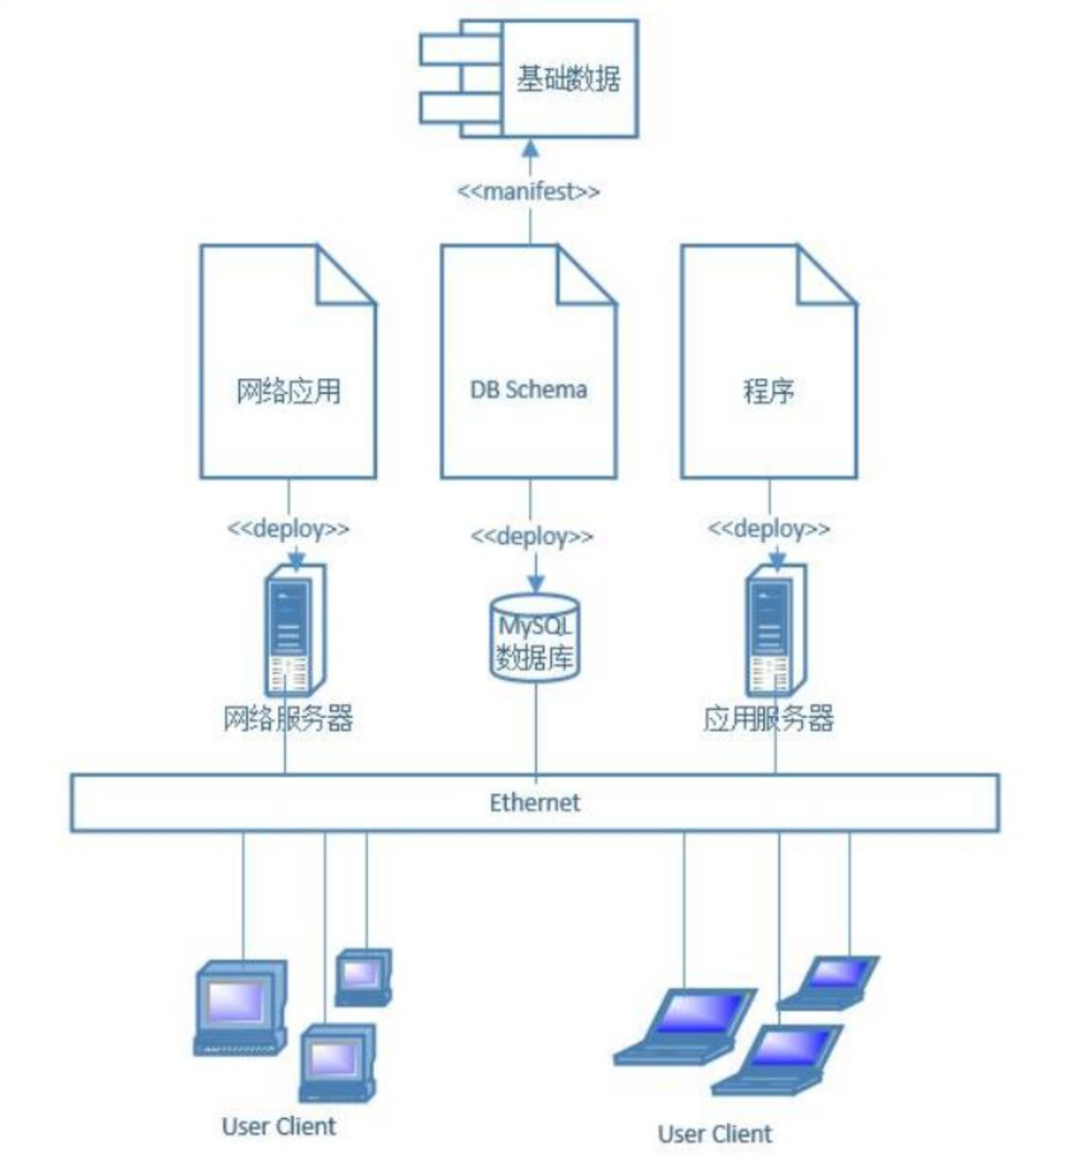 基础数据
<<manifest>>
网络应用
DB Schema
程序
<<deploy>>
<<deploy>>
<<deploy>>
MySQL
数据库
网络服务器
应用服务器
Ethernet
User Client
User Client